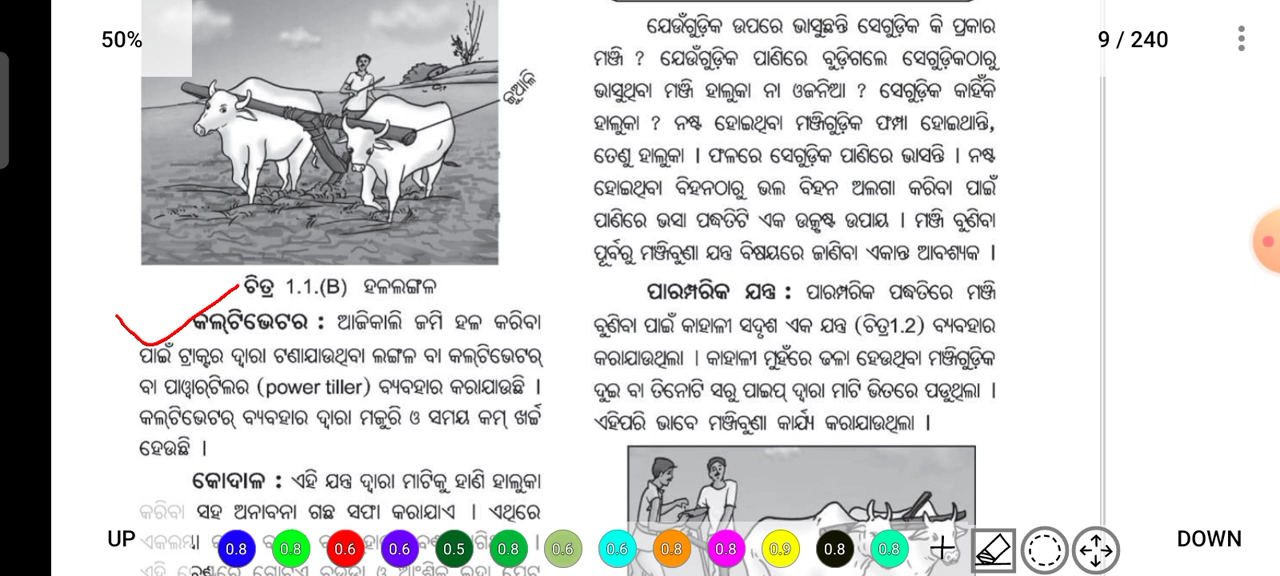 50%
9 / 240
ଜୁଆଳି
ଚିତ୍ର 1.1.(B) ହଳଲଙ୍ଗଳ
କଲ୍‌ଟିଭେଟର : ଆଜିକାଲି ଜମି ହଳ କରିବା
ପାଇଁ ଟ୍ରାକ୍ଟର ଦ୍ୱାରା ଟଣାଯାଉଥିବା ଲଙ୍ଗଳ ବା କଲ୍‌ଟିଭେଟର୍
ବା ପାୱାର୍‌ଟିଲର (power tiller) ବ୍ୟବହାର କରାଯାଉଛି ।
କଲ୍‌ଟିଭେଟର୍ ବ୍ୟବହାର ଦ୍ୱାରା ମଜୁରି ଓ ସମୟ କମ୍ ଖର୍ଚ୍ଚ
ହେଉଛି ।
କୋଦାଳ : ଏହି ଯନ୍ତ୍ର ଦ୍ୱାରା ମାଟିକୁ ହାଣି ହାଲୁକା
କରିବା ସହ ଅନାବନା ଗଛ ସଫା କରାଯାଏ । ଏଥିରେ
ଯେଉଁଗୁଡ଼ିକ ଉପରେ ଭାସୁଛନ୍ତି ସେଗୁଡ଼ିକ କି ପ୍ରକାର
ମଞ୍ଜି ? ଯେଉଁଗୁଡ଼ିକ ପାଣିରେ ବୁଡ଼ିଗଲେ ସେଗୁଡ଼ିକଠାରୁ
ଭାସୁଥିବା ମଞ୍ଜି ହାଲୁକା ନା ଓଜନିଆ ? ସେଗୁଡ଼ିକ କାହିଁକି
ହାଲୁକା ? ନଷ୍ଟ ହୋଇଥିବା ମଞ୍ଜିଗୁଡ଼ିକ ଫମ୍ପା ହୋଇଥାନ୍ତି,
ତେଣୁ ହାଲୁକା । ଫଳରେ ସେଗୁଡ଼ିକ ପାଣିରେ ଭାସନ୍ତି । ନଷ୍ଟ
ହୋଇଥିବା ବିହନଠାରୁ ଭଲ ବିହନ ଅଲଗା କରିବା ପାଇଁ
ପାଣିରେ ଭସା ପଦ୍ଧତିଟି ଏକ ଉତ୍କୃଷ୍ଟ ଉପାୟ । ମଞ୍ଜି ବୁଣିବା
ପୂର୍ବରୁ ମଞ୍ଜିବୁଣା ଯନ୍ତ୍ର ବିଷୟରେ ଜାଣିବା ଏକାନ୍ତ ଆବଶ୍ୟକ ।
ପାରମ୍ପରିକ ଯନ୍ତ୍ର : ପାରମ୍ପରିକ ପଦ୍ଧତିରେ ମଞ୍ଜି
ବୁଣିବା ପାଇଁ କାହାଳୀ ସଦୃଶ ଏକ ଯନ୍ତ୍ର (ଚିତ୍ର1.2) ବ୍ୟବହାର
କରାଯାଉଥିଲା । କାହାଳୀ ମୁହଁରେ ଢଳା ହେଉଥିବା ମଞ୍ଜିଗୁଡ଼ିକ
ଦୁଇ ବା ତିନୋଟି ସରୁ ପାଇପ୍ ଦ୍ୱାରା ମାଟି ଭିତରେ ପଡୁଥିଲା ।
ଏହିପରି ଭାବେ ମଞ୍ଜିବୁଣା କାର୍ଯ୍ୟ କରାଯାଉଥିଲା ।
UP 0.8 0.8 0.6 0.6 0.5 0.8 0.6 0.6 0.8 0.8 0.9 0.8 0.8 DOWN